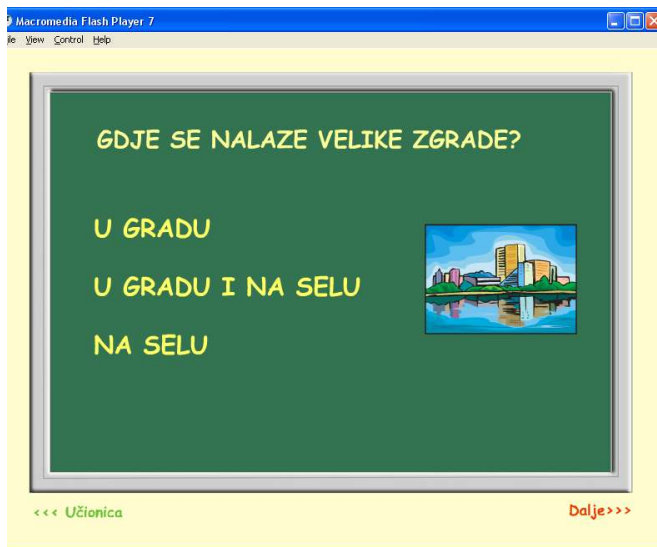 Macromedia Flash Player 7
View Control Help
GDJE SE NALAZE VELIKE ZGRADE?
U GRADU
U GRADU I NA SELU
NA SELU
<<< Učionica
Dalje>>>